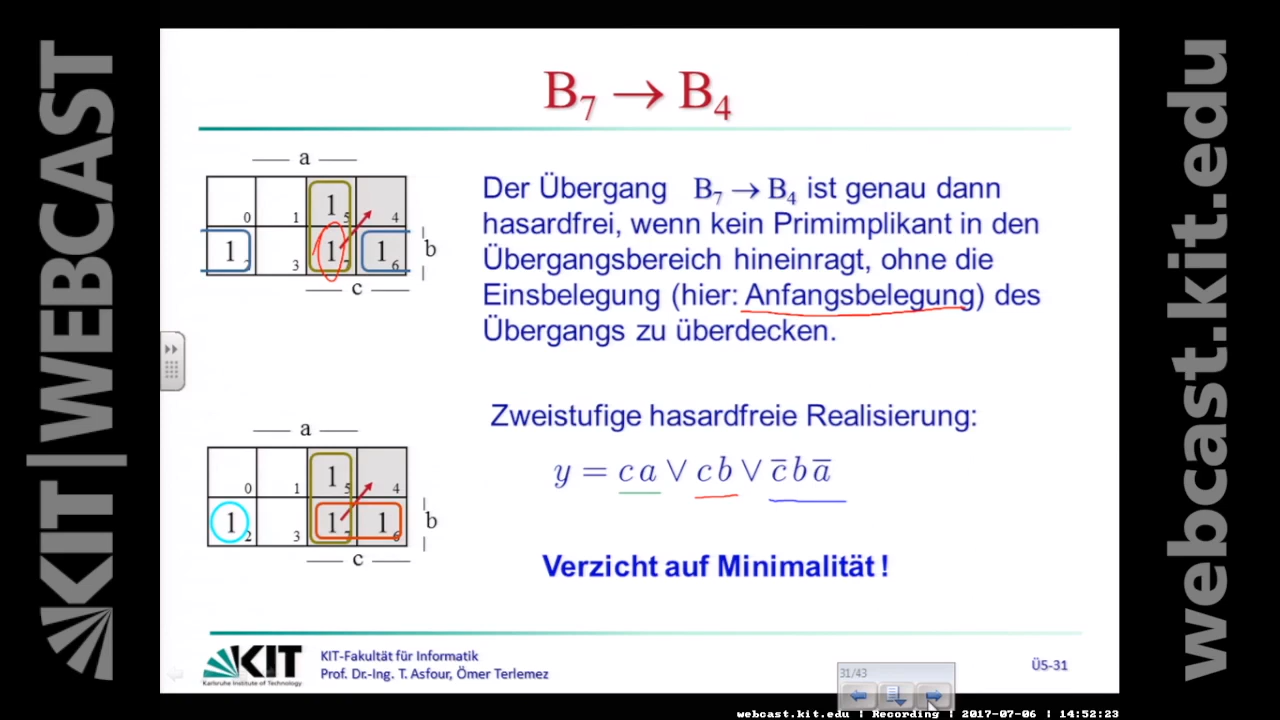 KIT | WEBCAST
B₇ → B₄
a
1
0 1 5 4
1 1 1
2 3 7 6
b
c
Der Übergang B₇ → B₄ ist genau dann
hasardfrei, wenn kein Primimplikant in den
Übergangsbereich hineinragt, ohne die
Einsbelegung (hier: Anfangsbelegung) des
Übergangs zu überdecken.
a
1
0 1 5 4
1 1 1
2 3 7 6
b
c
Zweistufige hasardfreie Realisierung:
y = c a ∨ c b ∨ c̅ b a̅
Verzicht auf Minimalität !
KIT
Karlsruhe Institute of Technology
KIT-Fakultät für Informatik
Prof. Dr.-Ing. T. Asfour, Ömer Terlemez
Ü5-31
31/43
webcast.kit.edu | Recording | 2017-07-06 | 14:52:23
webcast.kit.edu